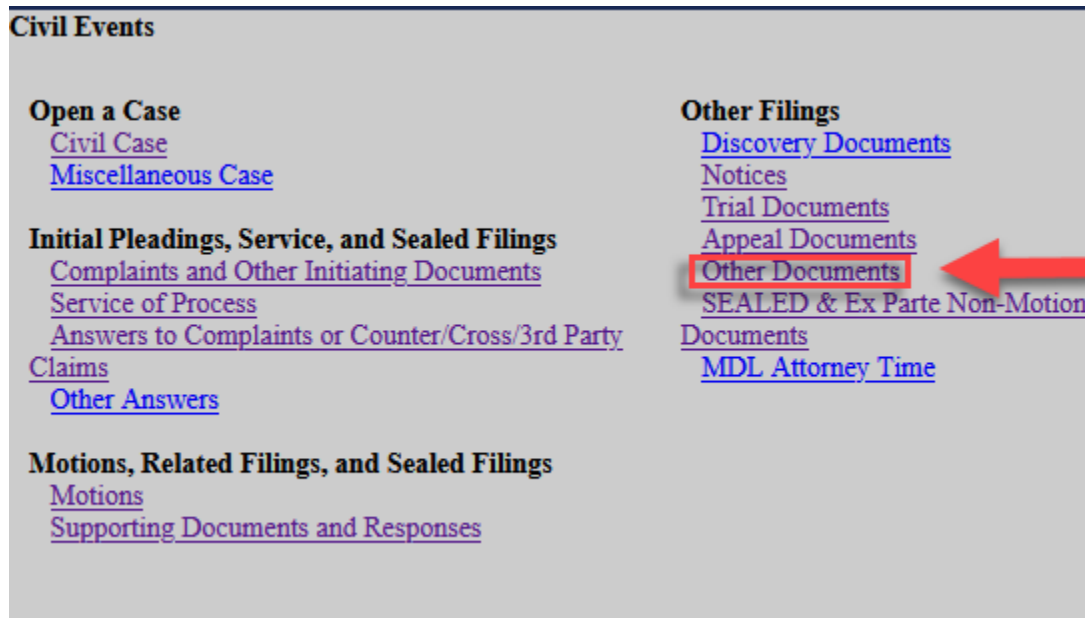 Civil Events
Open a Case
Civil Case
Miscellaneous Case
Initial Pleadings, Service, and Sealed Filings
Complaints and Other Initiating Documents
Service of Process
Answers to Complaints or Counter/Cross/3rd Party
Claims
Other Answers
Motions, Related Filings, and Sealed Filings
Motions
Supporting Documents and Responses
Other Filings
Discovery Documents
Notices
Trial Documents
Appeal Documents
Other Documents
SEALED & Ex Parte Non-Motion
Documents
MDL Attorney Time